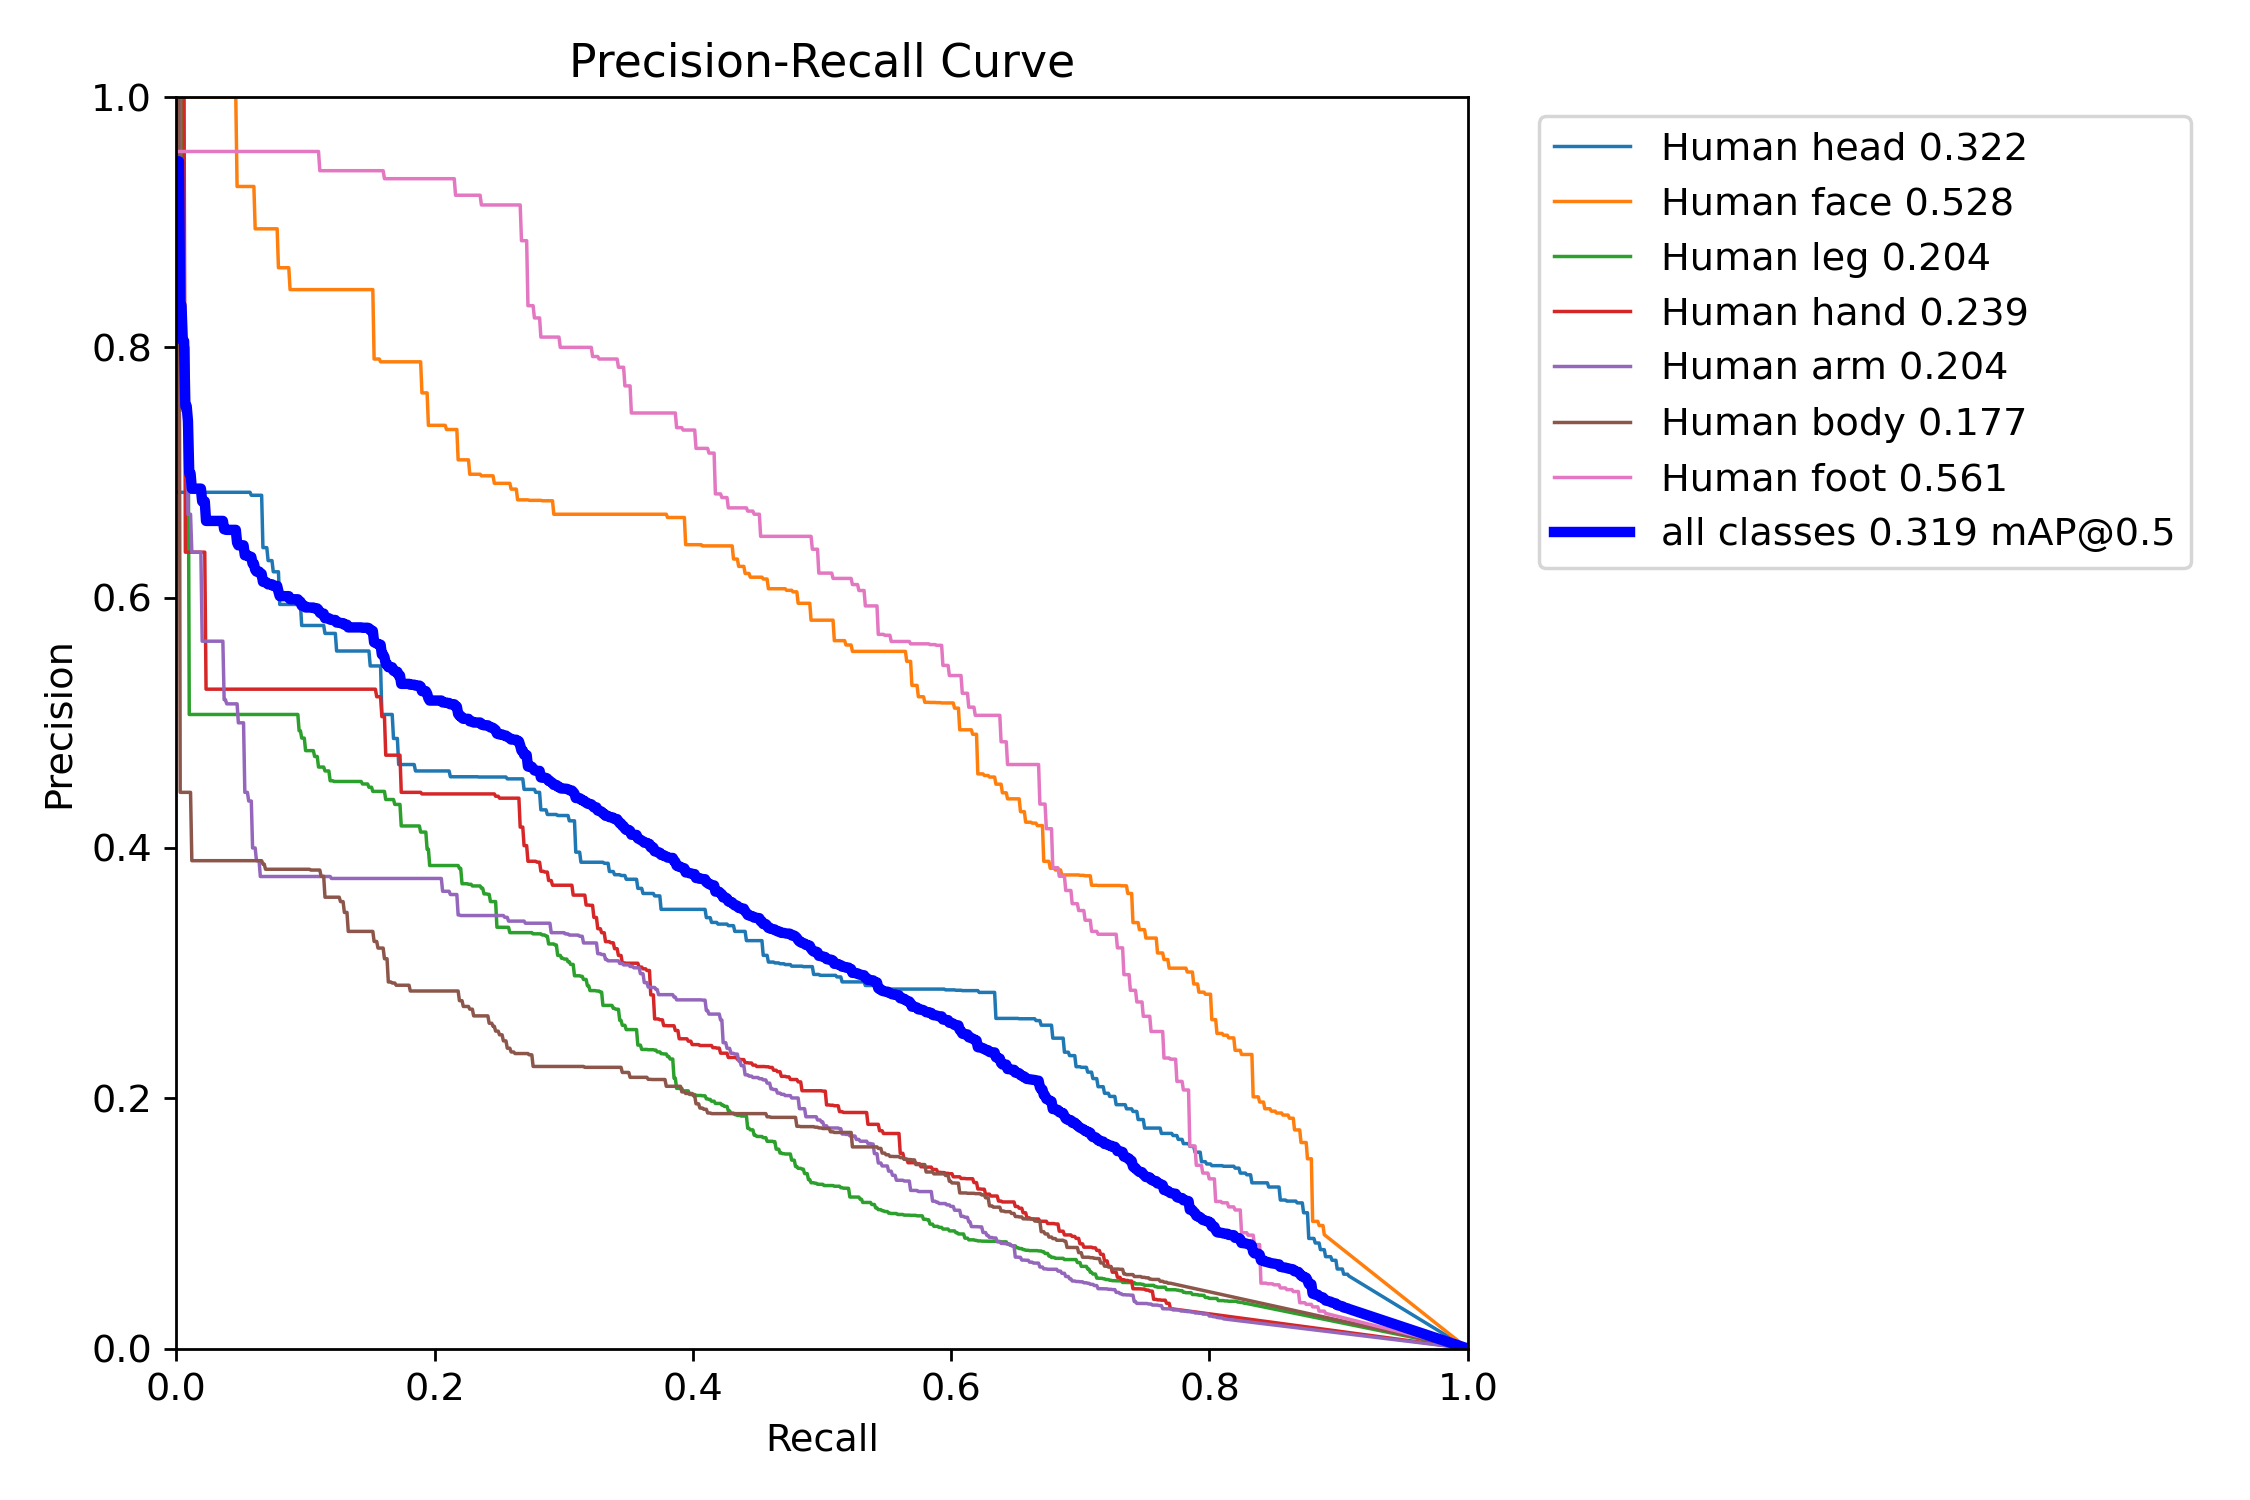 Precision-Recall Curve
1.0
0.8
0.6
0.4
0.2
0.0
Precision
0.0 0.2 0.4 0.6 0.8 1.0
Recall
Human head 0.322
Human face 0.528
Human leg 0.204
Human hand 0.239
Human arm 0.204
Human body 0.177
Human foot 0.561
all classes 0.319 mAP@0.5